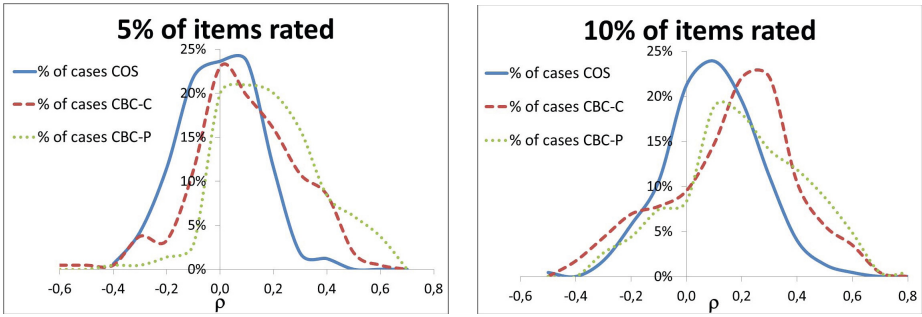 5% of items rated
25%
% of cases COS
20%
% of cases CBC-C
15%
% of cases CBC-P
10%
5%
0%
-0,6 -0,4 -0,2 0,0 0,2 0,4 0,6 0,8
ρ
10% of items rated
25%
% of cases COS
20%
% of cases CBC-C
15%
% of cases CBC-P
10%
5%
0%
-0,6 -0,4 -0,2 0,0 0,2 0,4 0,6 0,8
ρ